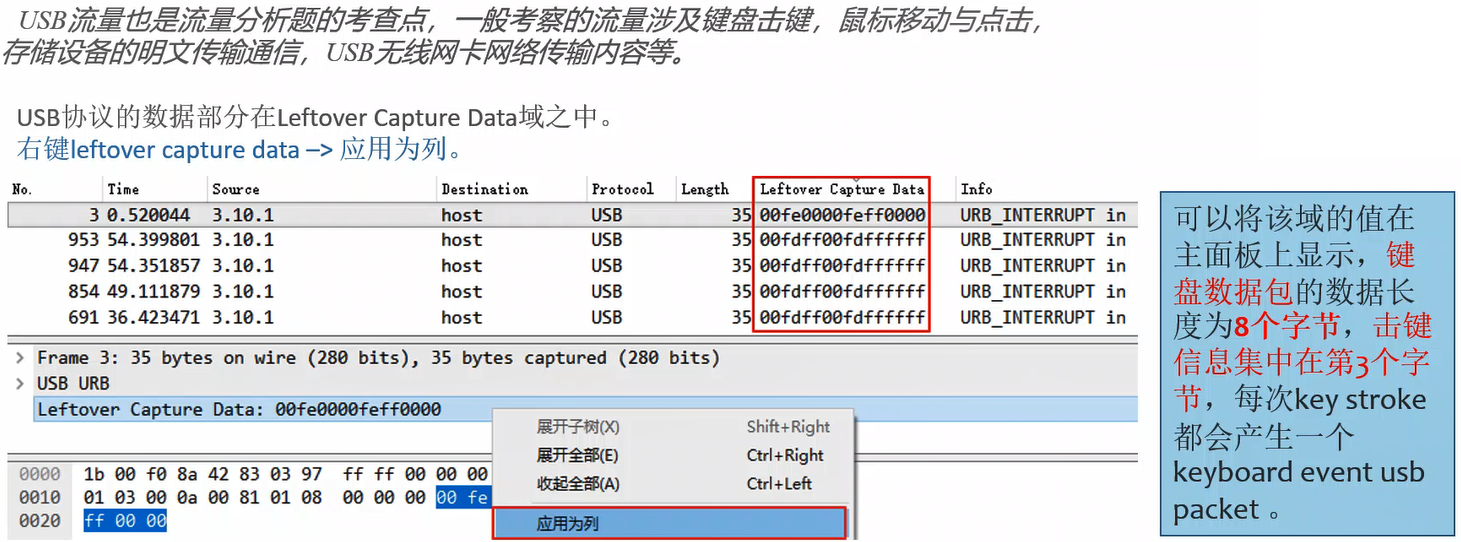 USB流量也是流量分析题的考查点，一般考察的流量涉及键盘击键，鼠标移动与点击，
存储设备的明文传输通信，USB无线网卡网络传输内容等。
USB协议的数据部分在Leftover Capture Data域之中。
右键leftover capture data –> 应用为列。
No. Time Source Destination Protocol Length Leftover Capture Data Info
3 0.520044 3.10.1 host USB 35 00fe0000feff0000 URB_INTERRUPT in
953 54.399801 3.10.1 host USB 35 00fdff00fdffffff URB_INTERRUPT in
947 54.351857 3.10.1 host USB 35 00fdff00fdffffff URB_INTERRUPT in
854 49.111879 3.10.1 host USB 35 00fdff00fdffffff URB_INTERRUPT in
691 36.423471 3.10.1 host USB 35 00fdff00fdffffff URB_INTERRUPT in
Frame 3: 35 bytes on wire (280 bits), 35 bytes captured (280 bits)
USB URB
Leftover Capture Data: 00fe0000feff0000
0000 1b 00 f0 8a 42 83 03 97 ff ff 00 00 00
0010 01 03 00 0a 00 81 01 08 00 00 00 00 fe
0020 ff 00 00
展开子树(X) Shift+Right
展开全部(E) Ctrl+Right
收起全部(A) Ctrl+Left
应用为列
可以将该域的值在
主面板上显示，键
盘数据包的数据长
度为8个字节，击键
信息集中在第3个字
节，每次key stroke
都会产生一个
keyboard event usb
packet 。